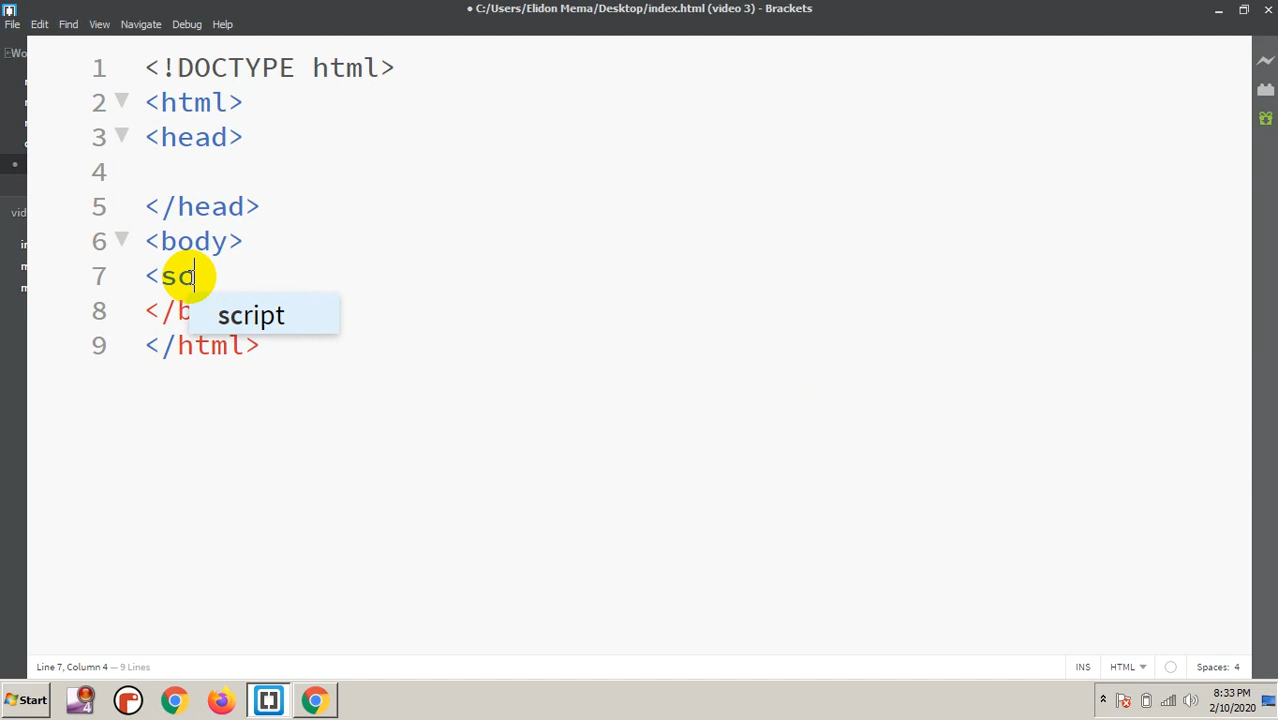 • C:/Users/Elidon Mema/Desktop/index.html (video 3) - Brackets
File Edit Find View Navigate Debug Help
1 <!DOCTYPE html>
2 <html>
3 <head>
4
5 </head>
6 <body>
7 <sc
script
8 </b
9 </html>
Line 7, Column 4 — 9 Lines
INS HTML Spaces: 4
Start
4
8:33 PM
2/10/2020